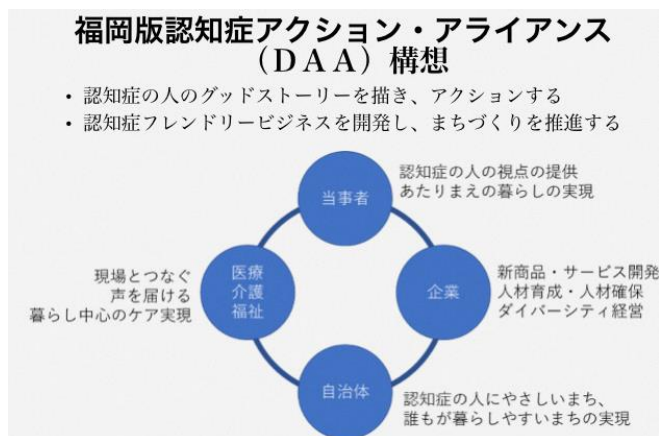 福岡版認知症アクション・アライアンス
（ＤＡＡ）構想
• 認知症の人のグッドストーリーを描き、アクションする
• 認知症フレンドリービジネスを開発し、まちづくりを推進する
当事者
認知症の人の視点の提供
あたりまえの暮らしの実現
現場とつなぐ
声を届ける
暮らし中心のケア実現
医療
介護
福祉
企業
新商品・サービス開発
人材育成・人材確保
ダイバーシティ経営
自治体
認知症の人にやさしいまち、
誰もが暮らしやすいまちの実現